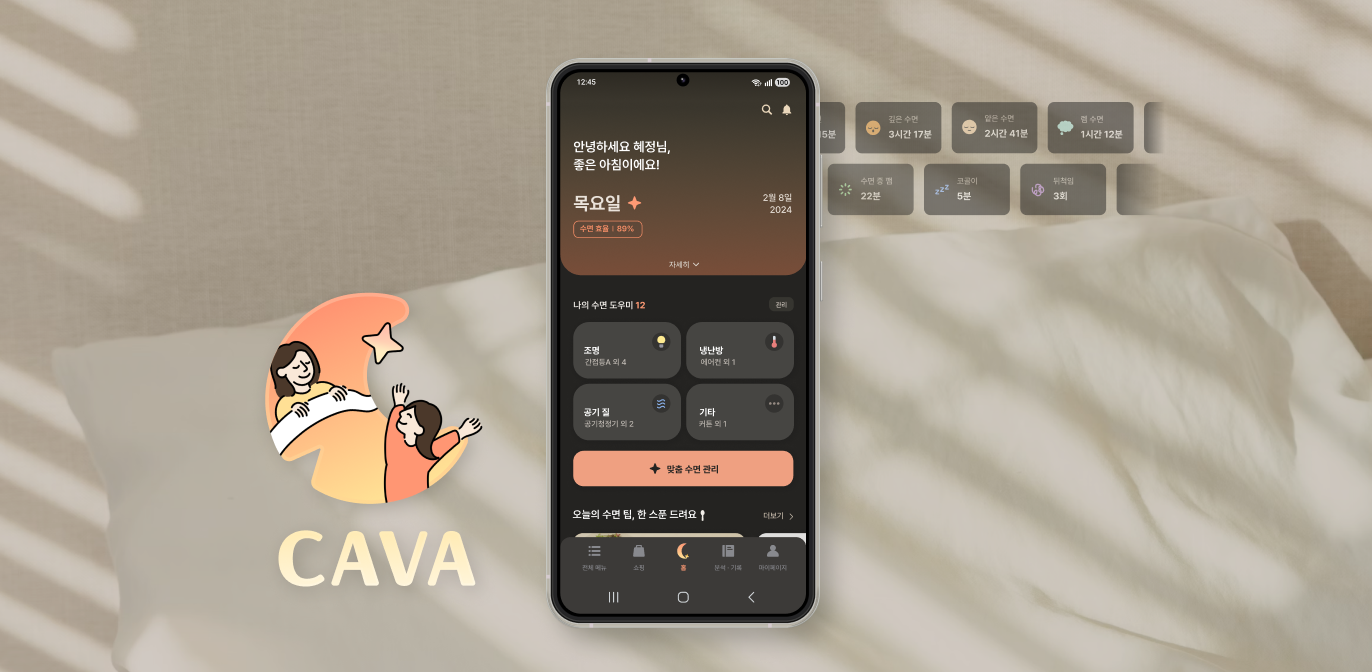 12:45
100
안녕하세요 혜정님,
좋은 아침이에요!
목요일
2월 8일
2024
수면 효율 | 89%
자세히
나의 수면 도우미 12
관리
조명
간접등A 외 4
냉난방
에어컨 외 1
공기 질
공기청정기 외 2
기타
커튼 외 1
맞춤 수면 관리
오늘의 수면 팁, 한 스푼 드려요
더보기
전체 메뉴
쇼핑
홈
분석 · 기록
마이페이지
5분
깊은 수면
3시간 17분
얕은 수면
2시간 41분
렘 수면
1시간 12분
수면 중 깸
22분
코골이
5분
뒤척임
3회
CAVA